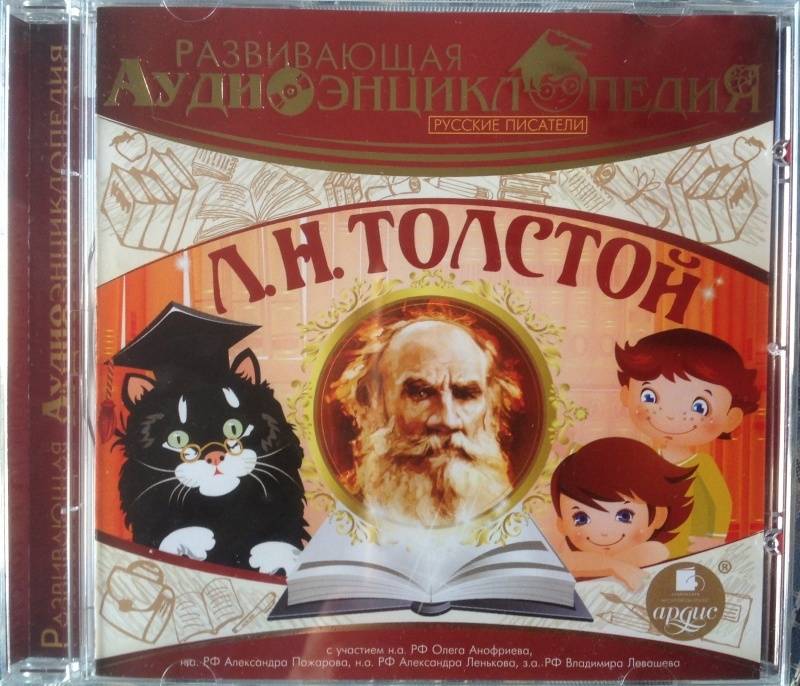 РАЗВИВАЮЩАЯ
АУДИОЭНЦИКЛОПЕДИЯ
РУССКИЕ ПИСАТЕЛИ
Л.Н. ТОЛСТОЙ
ардис
®
с участием н.а. РФ Олега Анофриева,
н.а. РФ Александра Пожарова, н.а. РФ Александра Ленькова, з.а. РФ Владимира Левашева
РАЗВИВАЮЩАЯ АУДИОЭНЦИКЛОПЕДИЯ